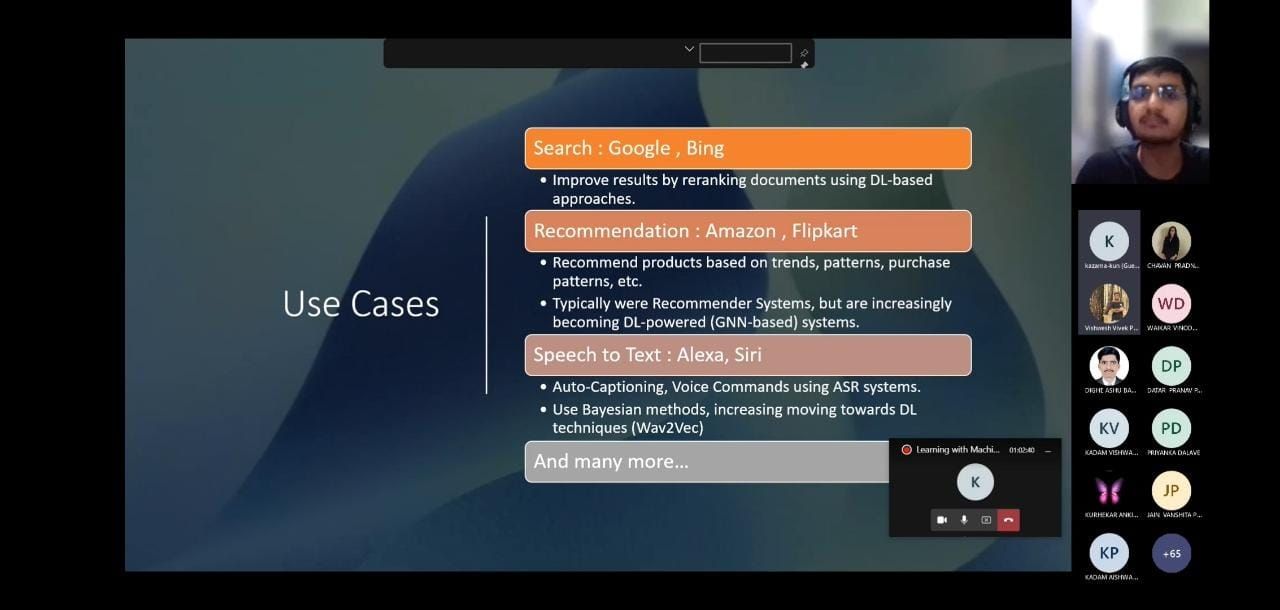 Use Cases
Search : Google , Bing
• Improve results by reranking documents using DL-based
approaches.
Recommendation : Amazon , Flipkart
• Recommend products based on trends, patterns, purchase
patterns, etc.
• Typically were Recommender Systems, but are increasingly
becoming DL-powered (GNN-based) systems.
Speech to Text : Alexa, Siri
• Auto-Captioning, Voice Commands using ASR systems.
• Use Bayesian methods, increasing moving towards DL
techniques (Wav2Vec)
And many more...
Learning with Machi... 01:02:40
K
K
kazama-kun (Gue...
CHAVAN PRADN...
Vishwesh Vivek P...
WD
WAIKAR VINOD...
DIGHE ASHU BA...
DP
DATAR PRANAV P...
KV
KADAM VISHWA...
PD
PRIYANKA DALAVE
KURHEKAR ANKI...
JP
JAIN VANSHITA P...
KP
KADAM AISHWA...
+65